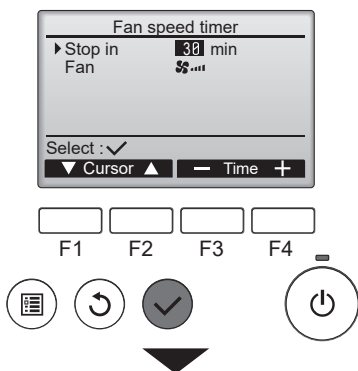 Fan speed timer
Stop in 30 min
Fan
Select :
Cursor − Time +
F1 F2 F3 F4